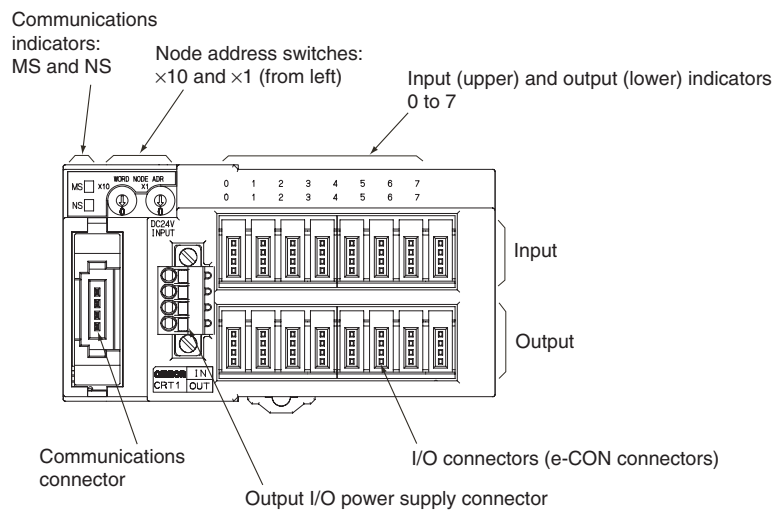 Communications
indicators:
MS and NS
Node address switches:
×10 and ×1 (from left)
Input (upper) and output (lower) indicators
0 to 7
MS
×10
WORD NODE ADR
×1
NS
0 1 2 3 4 5 6 7
0 1 2 3 4 5 6 7
DC24V
INPUT
Input
Output
OMRON
IN
CRT1
OUT
Communications
connector
I/O connectors (e-CON connectors)
Output I/O power supply connector